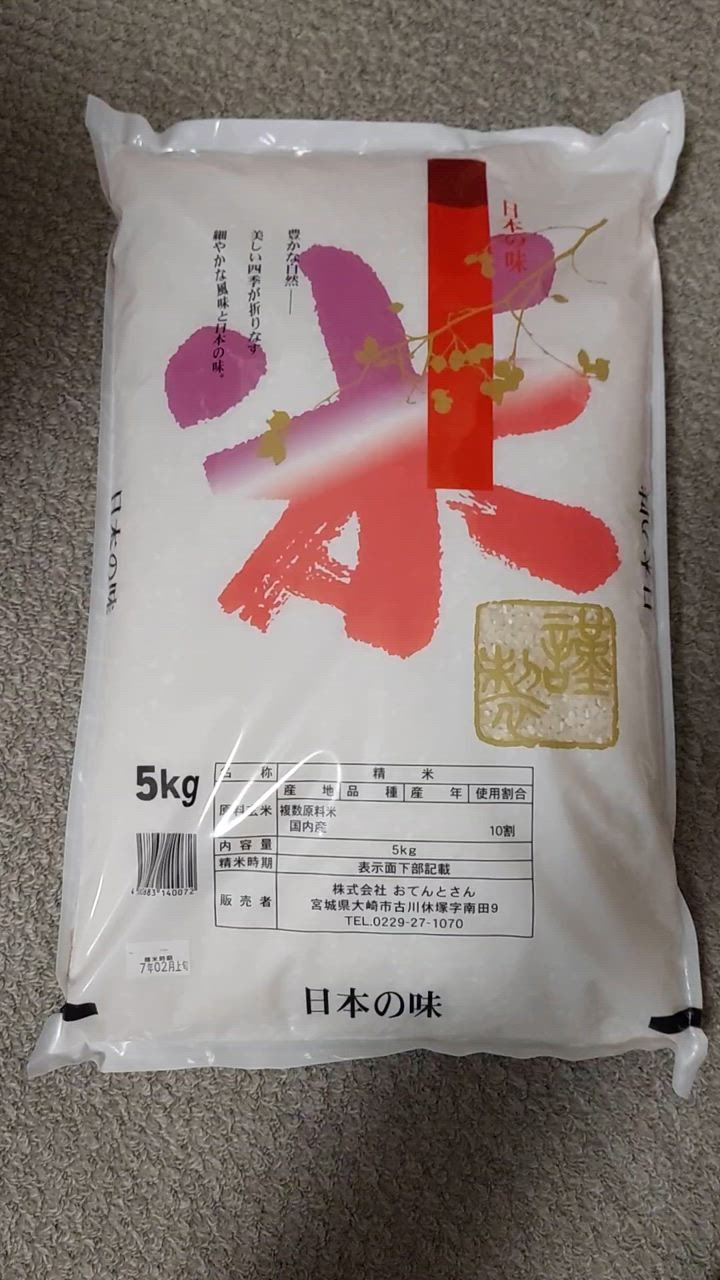 日本の味
豊かな自然――
美しい四季が折りなす
細やかな風味と日本の味。
米
謹製
日本の味
5kg
名 称 精 米
原料玄米 産 地 品 種 産 年 使用割合
複数原料米
国内産 10割
内容量 5kg
精米時期 表示面下部記載
販売者 株式会社 おてんとさん
宮城県大崎市古川休塚字南田9
TEL.0229-27-1070
精米時期
7年02月上旬
日本の味